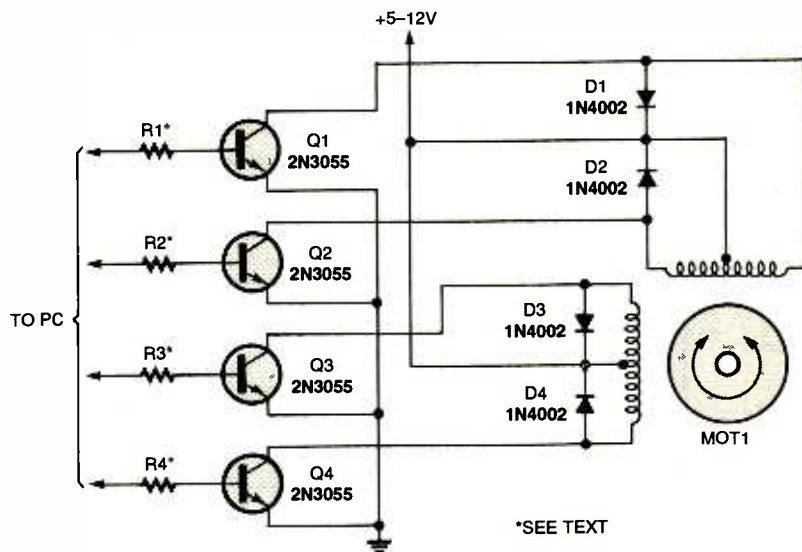 +5–12V
D1
1N4002
R1*
Q1
2N3055
D2
1N4002
R2*
Q2
2N3055
TO PC
D3
1N4002
R3*
Q3
2N3055
D4
1N4002
MOT1
R4*
Q4
2N3055
*SEE TEXT